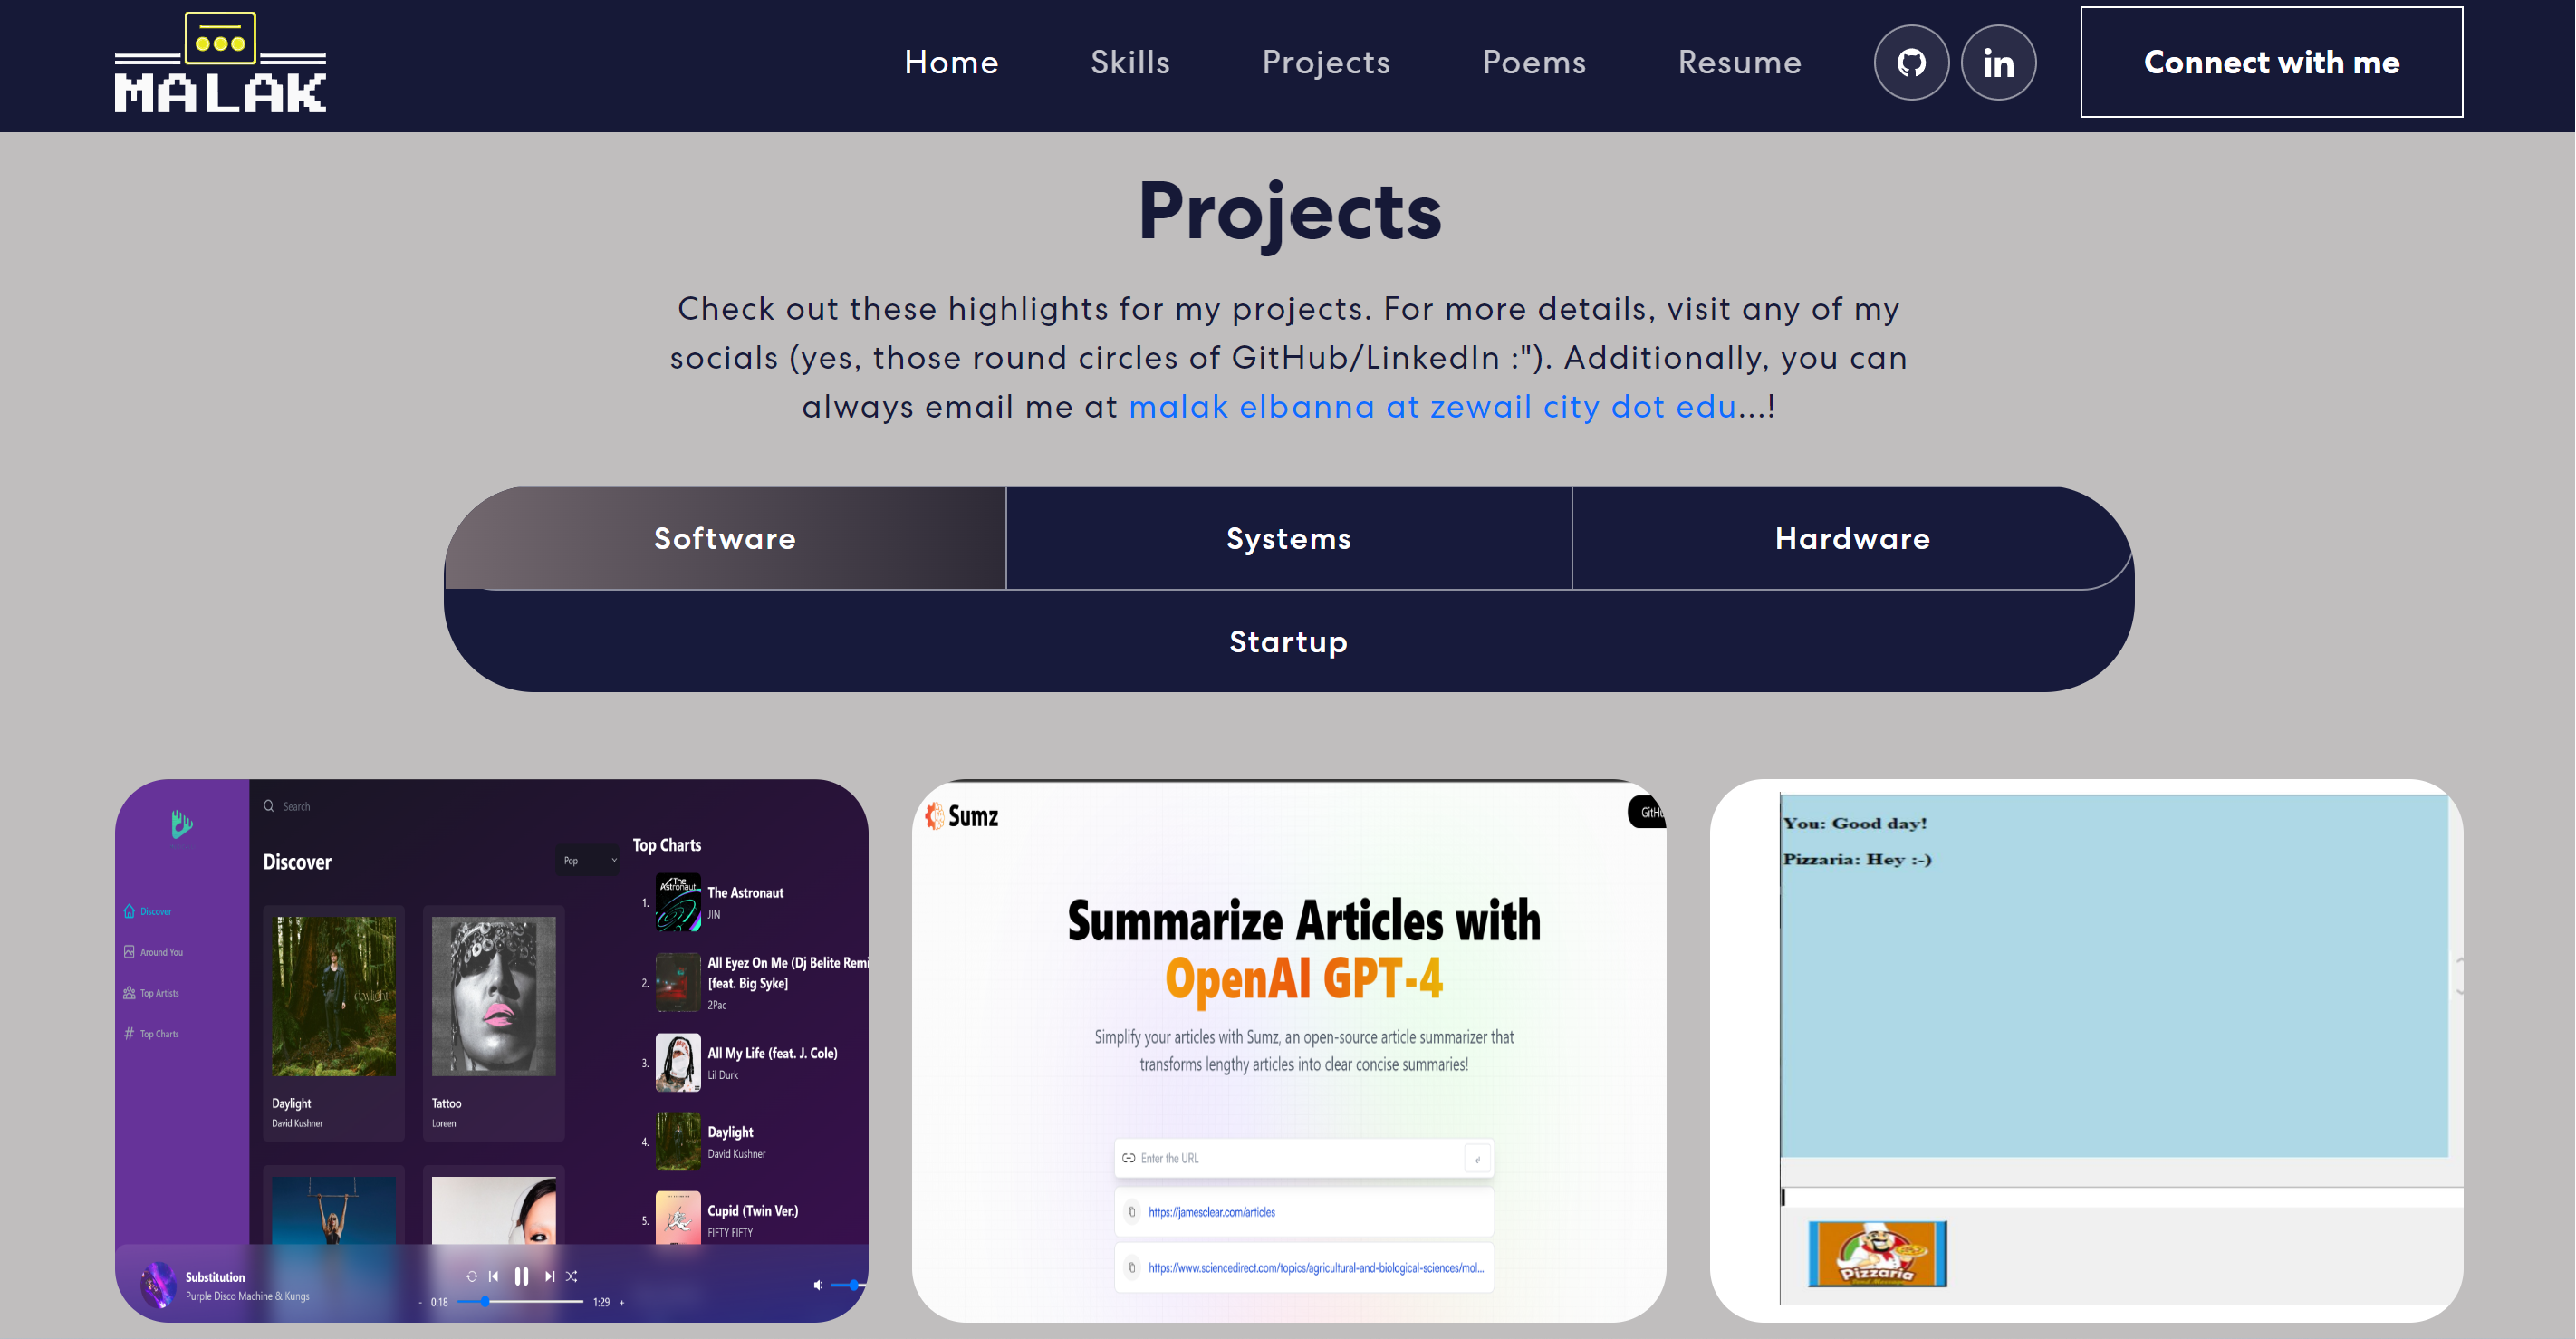 MALAK
Home Skills Projects Poems Resume in Connect with me
Projects
Check out these highlights for my projects. For more details, visit any of my
socials (yes, those round circles of GitHub/LinkedIn :"). Additionally, you can
always email me at malak elbanna at zewail city dot edu...!
Software Systems Hardware
Startup
Search
Discover
Pop
Discover
Around You
Top Artists
Top Charts
Daylight
David Kushner
Tattoo
Loreen
Top Charts
1. The Astronaut
JIN
2. All Eyez On Me (Dj Belite Remi
[feat. Big Syke]
2Pac
3. All My Life (feat. J. Cole)
Lil Durk
4. Daylight
David Kushner
5. Cupid (Twin Ver.)
FIFTY FIFTY
Substitution
Purple Disco Machine & Kungs
- 0:18 1:29 +
Sumz
GitHu
Summarize Articles with
OpenAI GPT-4
Simplify your articles with Sumz, an open-source article summarizer that
transforms lengthy articles into clear concise summaries!
Enter the URL
https://jamesclear.com/articles
https://www.sciencedirect.com/topics/agricultural-and-biological-sciences/mol...
You: Good day!
Pizzaria: Hey :-)
Pizzaria